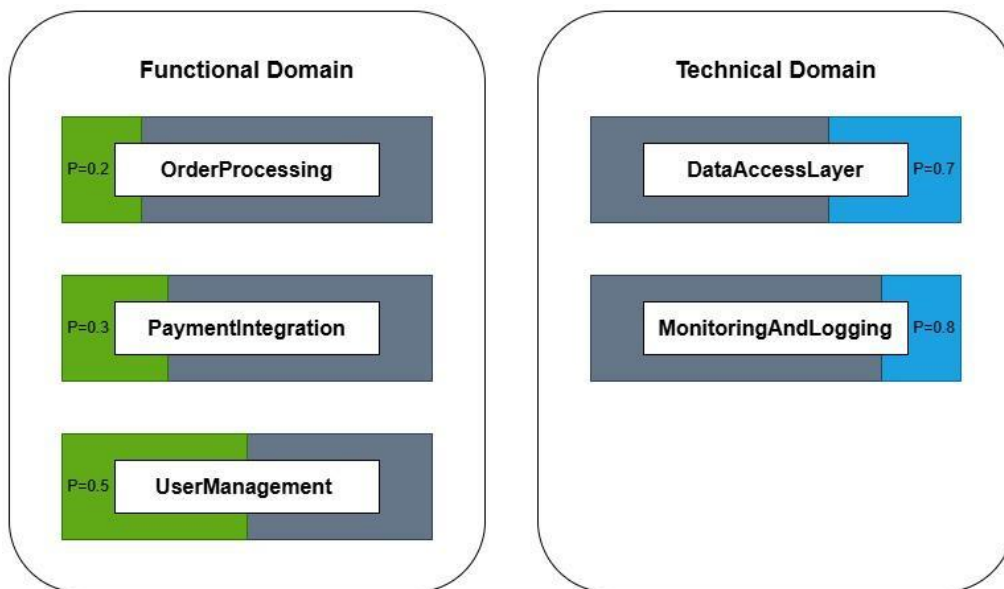 Functional Domain
P=0.2
OrderProcessing
P=0.3
PaymentIntegration
P=0.5
UserManagement
Technical Domain
DataAccessLayer
P=0.7
MonitoringAndLogging
P=0.8